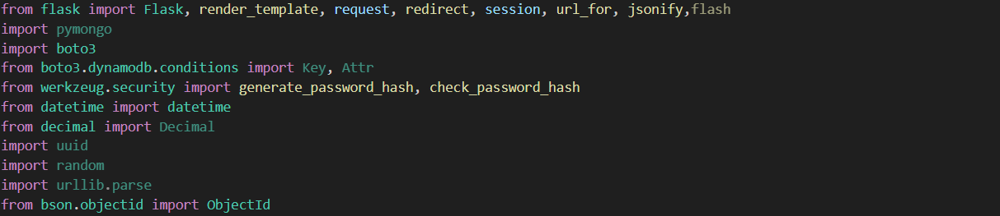 from flask import Flask, render_template, request, redirect, session, url_for, jsonify,flash
import pymongo
import boto3
from boto3.dynamodb.conditions import Key, Attr
from werkzeug.security import generate_password_hash, check_password_hash
from datetime import datetime
from decimal import Decimal
import uuid
import random
import urllib.parse
from bson.objectid import ObjectId